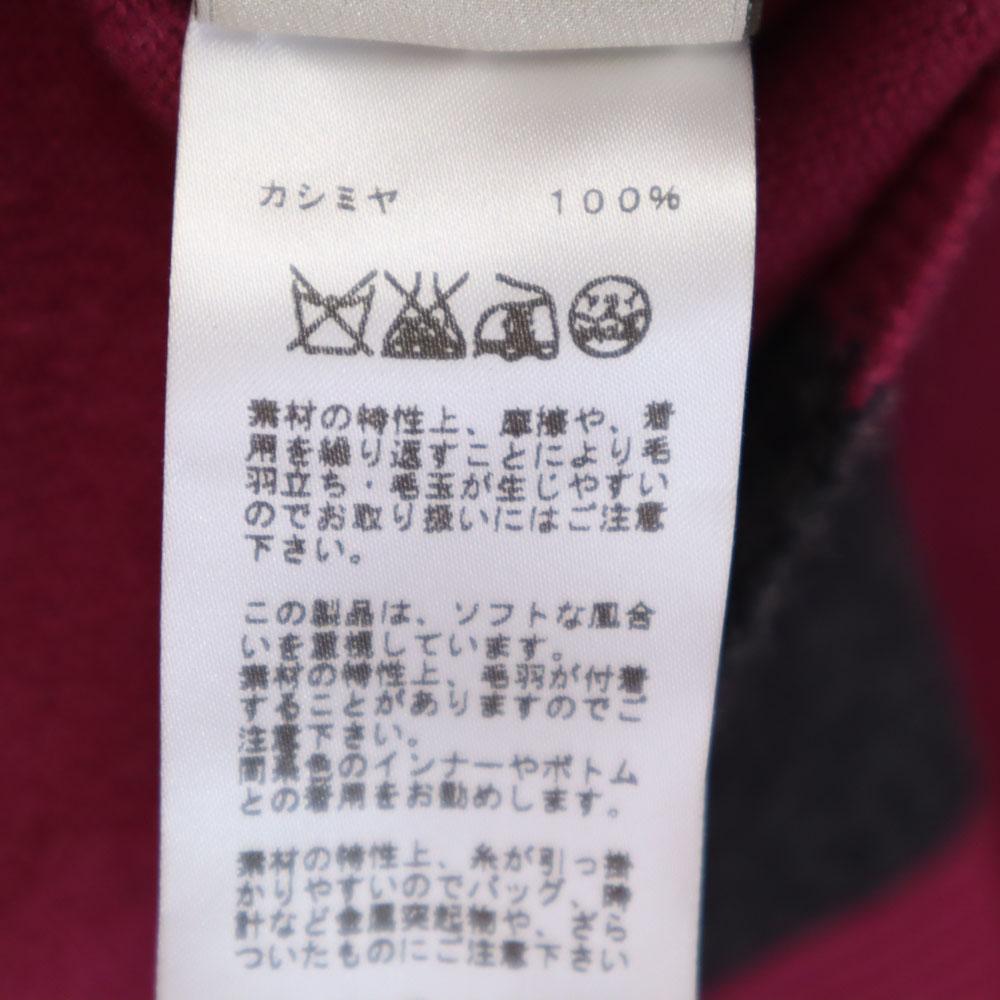 カシミヤ 100%
素材の特性上、摩擦や、着
用を繰り返すことにより毛
羽立ち・毛玉が生じやすい
のでお取り扱いにはご注意
下さい。
この製品は、ソフトな風合
いを重視しています。
素材の特性上、毛羽が付着
することがありますのでご
注意下さい。
同系色のインナーやボトム
との着用をお勧めします。
素材の特性上、糸が引っ掛
かりやすいのでバッグ、時
計など金属突起物や、ざら
ついたものにご注意下さい